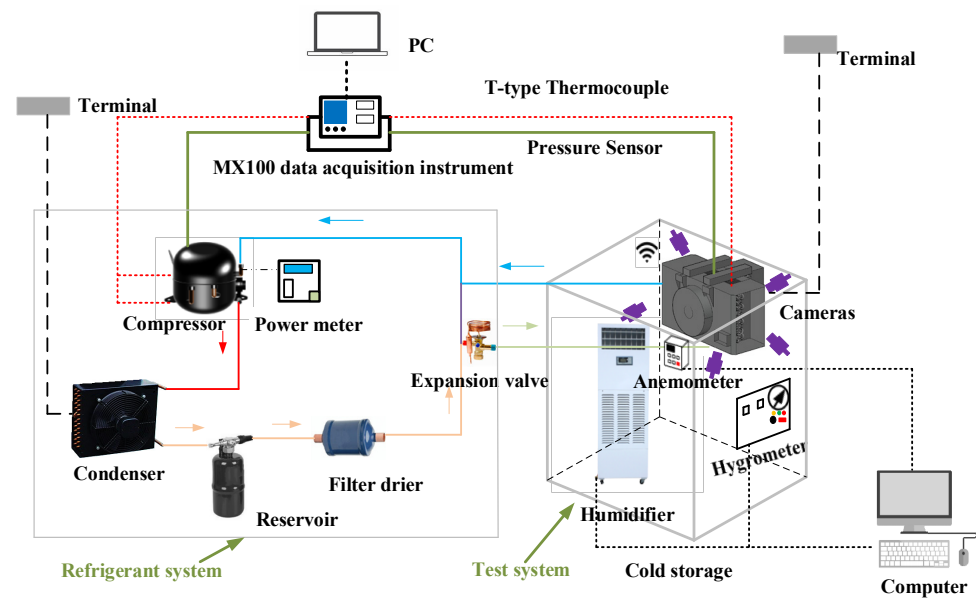 PC
Terminal
T-type Thermocouple
Terminal
Pressure Sensor
MX100 data acquisition instrument
Compressor
Power meter
Cameras
Expansion valve
Anemometer
Condenser
Filter drier
Hygrometer
Reservoir
Humidifier
Refrigerant system
Test system
Cold storage
Computer